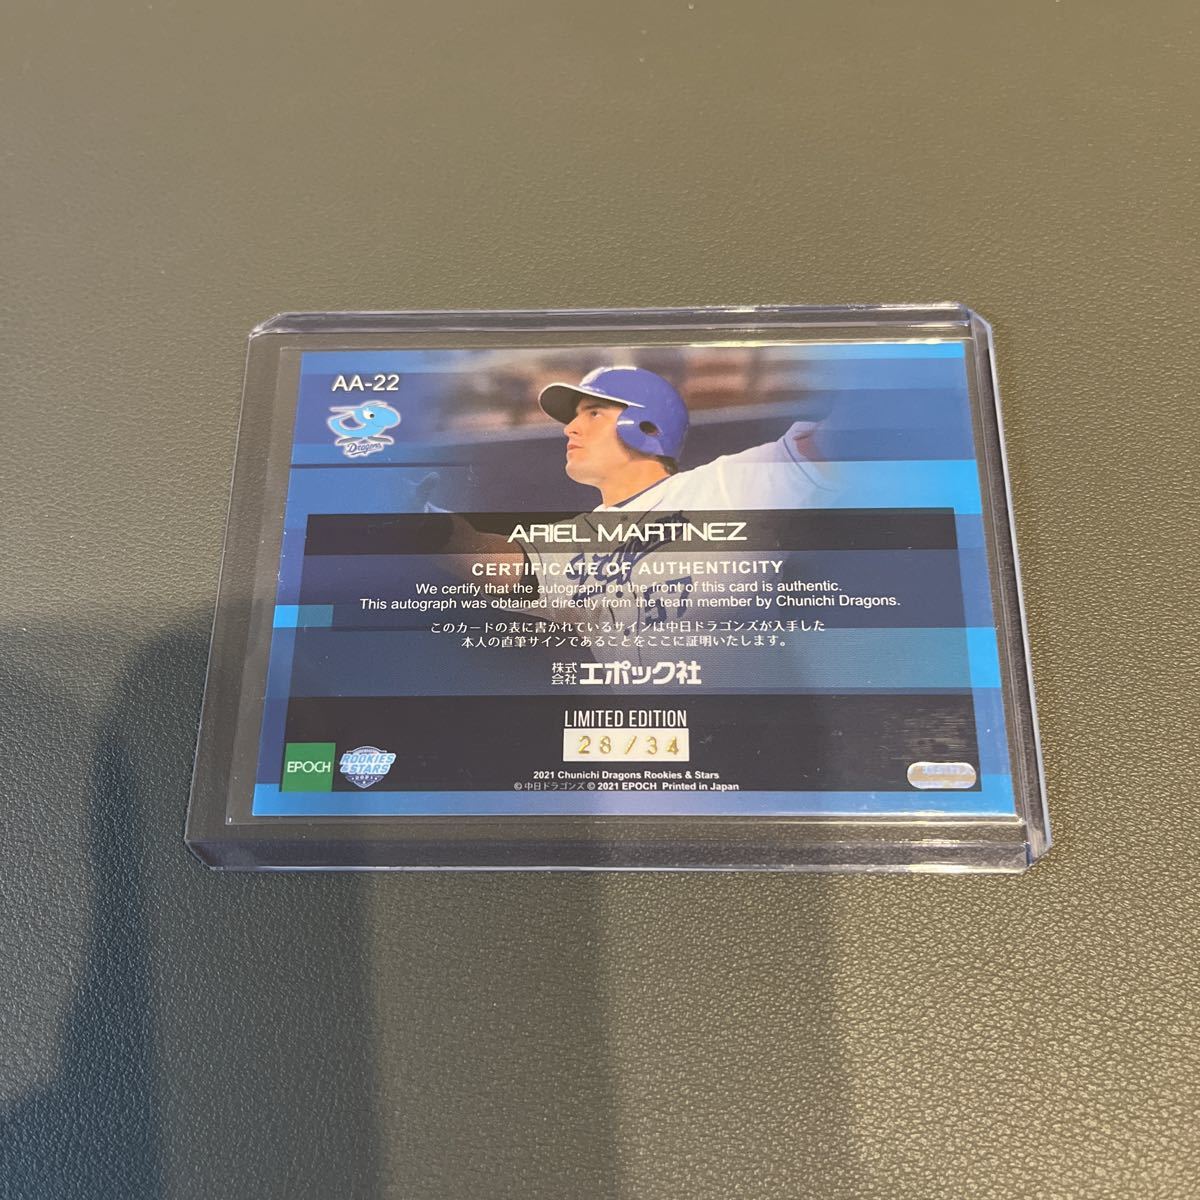 AA-22
Dragons
ARIEL MARTINEZ
CERTIFICATE OF AUTHENTICITY
We certify that the autograph on the front of this card is authentic.
This autograph was obtained directly from the team member by Chunichi Dragons.
このカードの表に書かれているサインは中日ドラゴンズが入手した
本人の直筆サインであることをここに証明いたします。
株式会社エポック社
LIMITED EDITION
28/34
EPOCH
ROOKIES & STARS
2021
2021 Chunichi Dragons Rookies & Stars
© 中日ドラゴンズ © 2021 EPOCH Printed in Japan